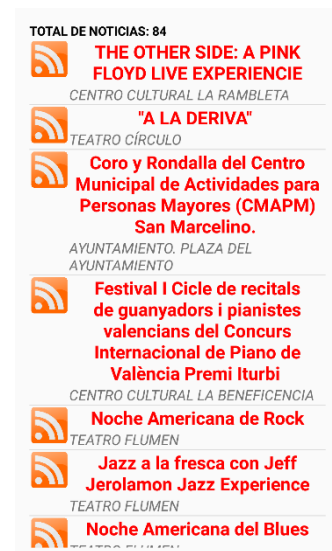 TOTAL DE NOTICIAS: 84
THE OTHER SIDE: A PINK
FLOYD LIVE EXPERIENCIE
CENTRO CULTURAL LA RAMBLETA
"A LA DERIVA"
TEATRO CÍRCULO
Coro y Rondalla del Centro
Municipal de Actividades para
Personas Mayores (CMAPM)
San Marcelino.
AYUNTAMIENTO. PLAZA DEL
AYUNTAMIENTO
Festival I Cicle de recitals
de guanyadors i pianistes
valencians del Concurs
Internacional de Piano de
València Premi Iturbi
CENTRO CULTURAL LA BENEFICENCIA
Noche Americana de Rock
TEATRO FLUMEN
Jazz a la fresca con Jeff
Jerolamon Jazz Experience
TEATRO FLUMEN
Noche Americana del Blues
TEATRO FLUMEN